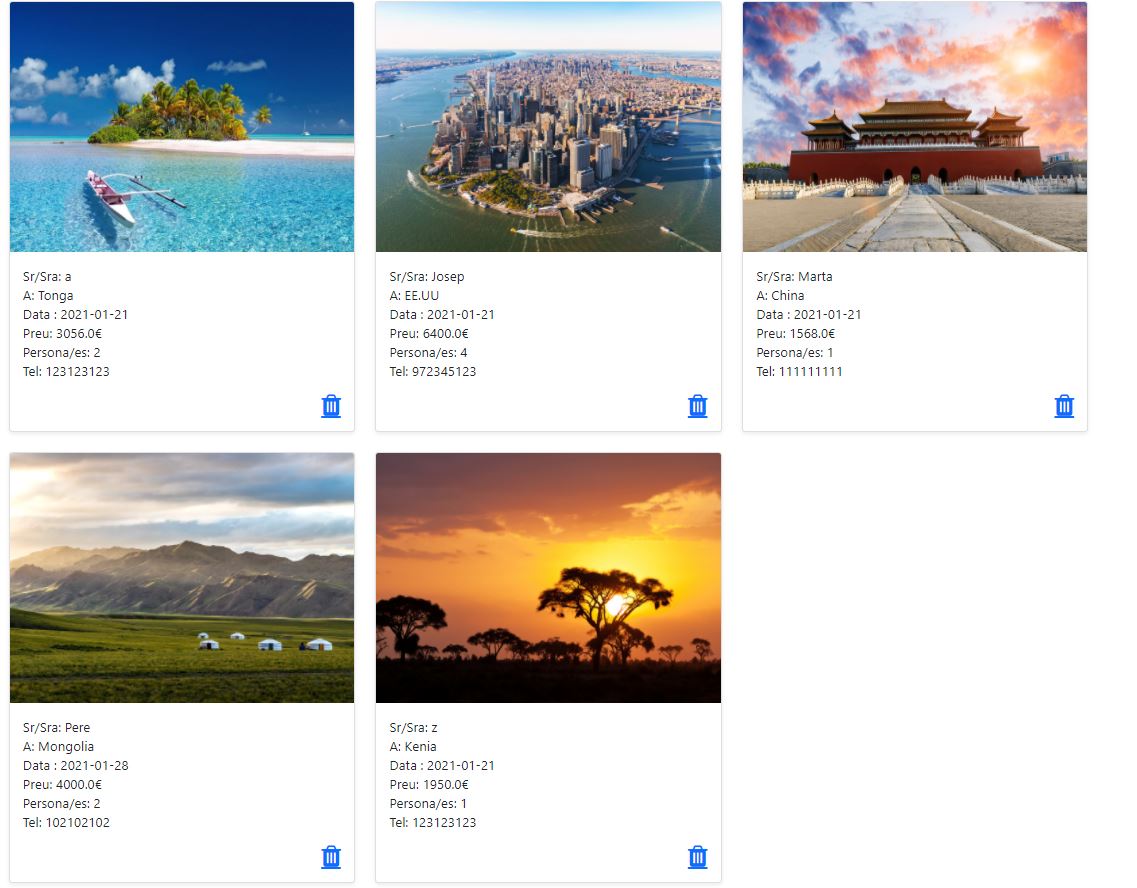 Sr/Sra: a
A: Tonga
Data : 2021-01-21
Preu: 3056.0€
Persona/es: 2
Tel: 123123123
Sr/Sra: Josep
A: EE.UU
Data : 2021-01-21
Preu: 6400.0€
Persona/es: 4
Tel: 972345123
Sr/Sra: Marta
A: China
Data : 2021-01-21
Preu: 1568.0€
Persona/es: 1
Tel: 111111111
Sr/Sra: Pere
A: Mongolia
Data : 2021-01-28
Preu: 4000.0€
Persona/es: 2
Tel: 102102102
Sr/Sra: z
A: Kenia
Data : 2021-01-21
Preu: 1950.0€
Persona/es: 1
Tel: 123123123